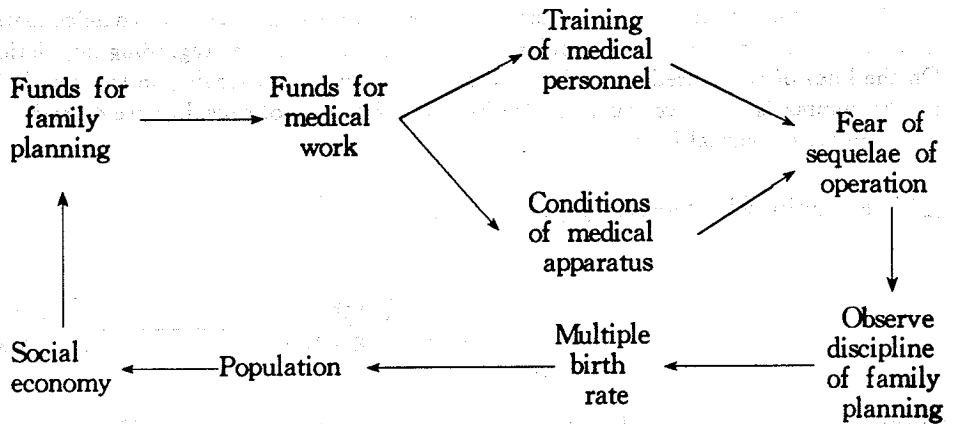 Training
of medical
personnel
Funds for
family
planning
Funds for
medical
work
Fear of
sequelae of
operation
Conditions
of medical
apparatus
Observe
discipline
of family
planning
Multiple
birth
rate
Population
Social
economy